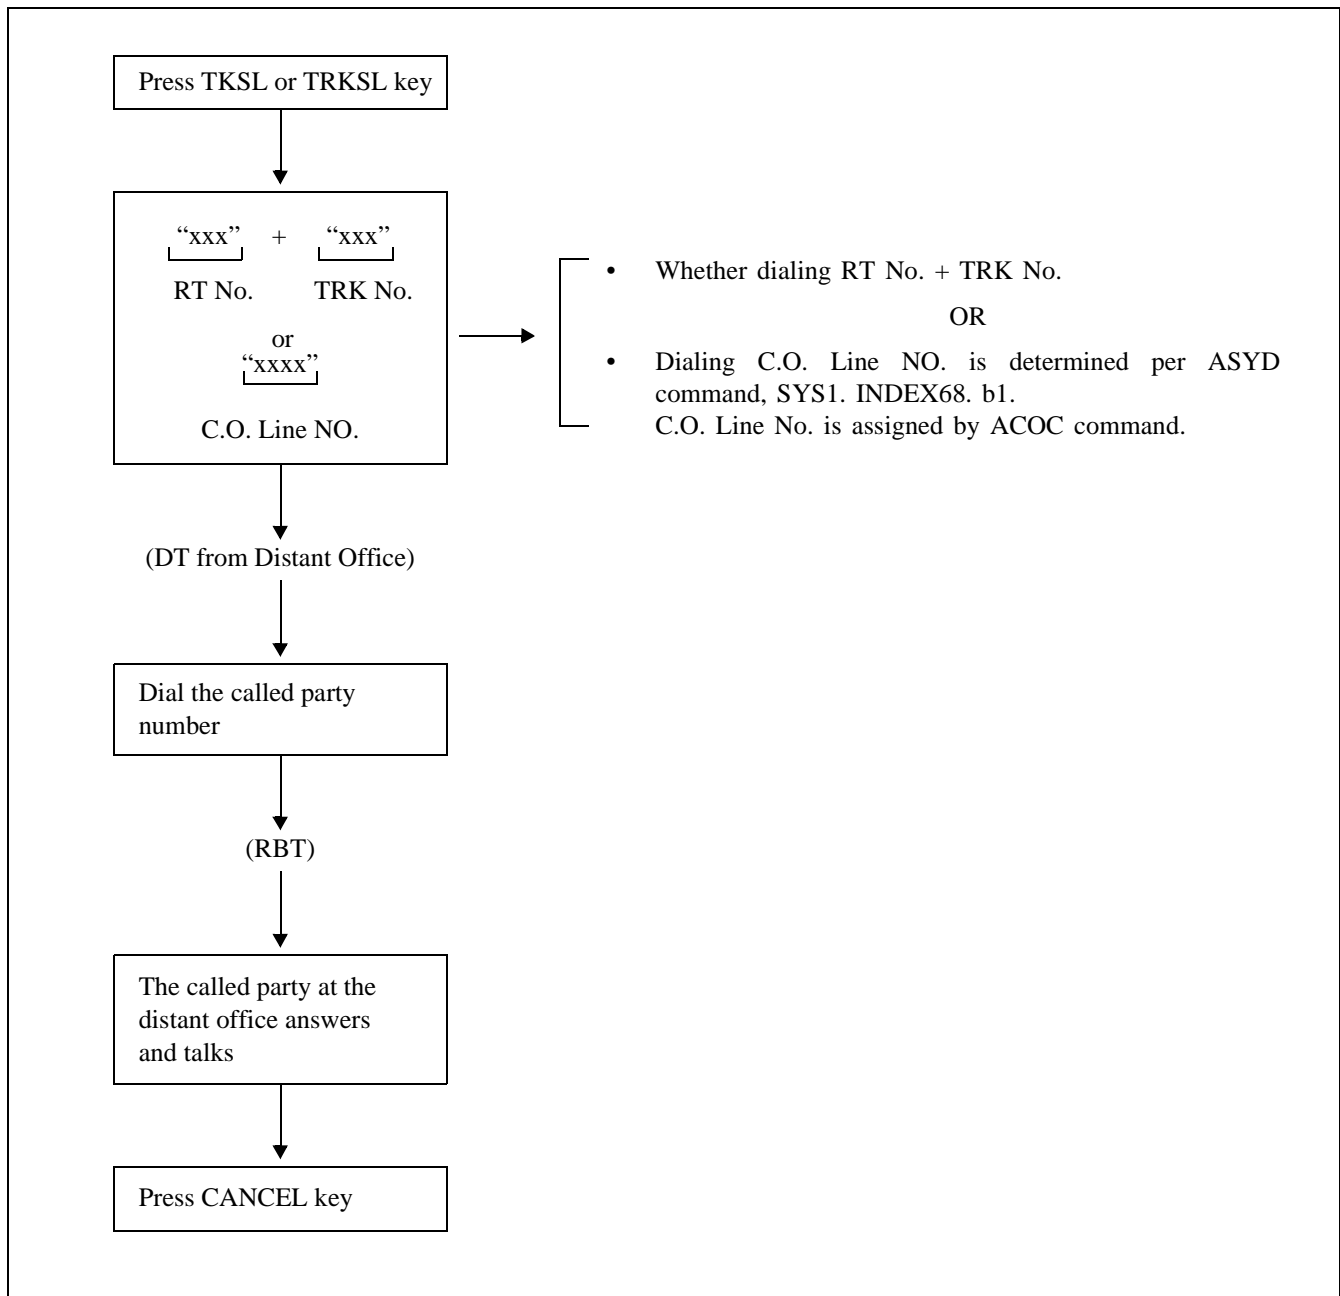 Press TKSL or TRKSL key
“xxx” + “xxx”
RT No. TRK No.
or
“xxxx”
C.O. Line NO.
• Whether dialing RT No. + TRK No.
OR
• Dialing C.O. Line NO. is determined per ASYD
command, SYS1. INDEX68. b1.
C.O. Line No. is assigned by ACOC command.
(DT from Distant Office)
Dial the called party
number
(RBT)
The called party at the
distant office answers
and talks
Press CANCEL key